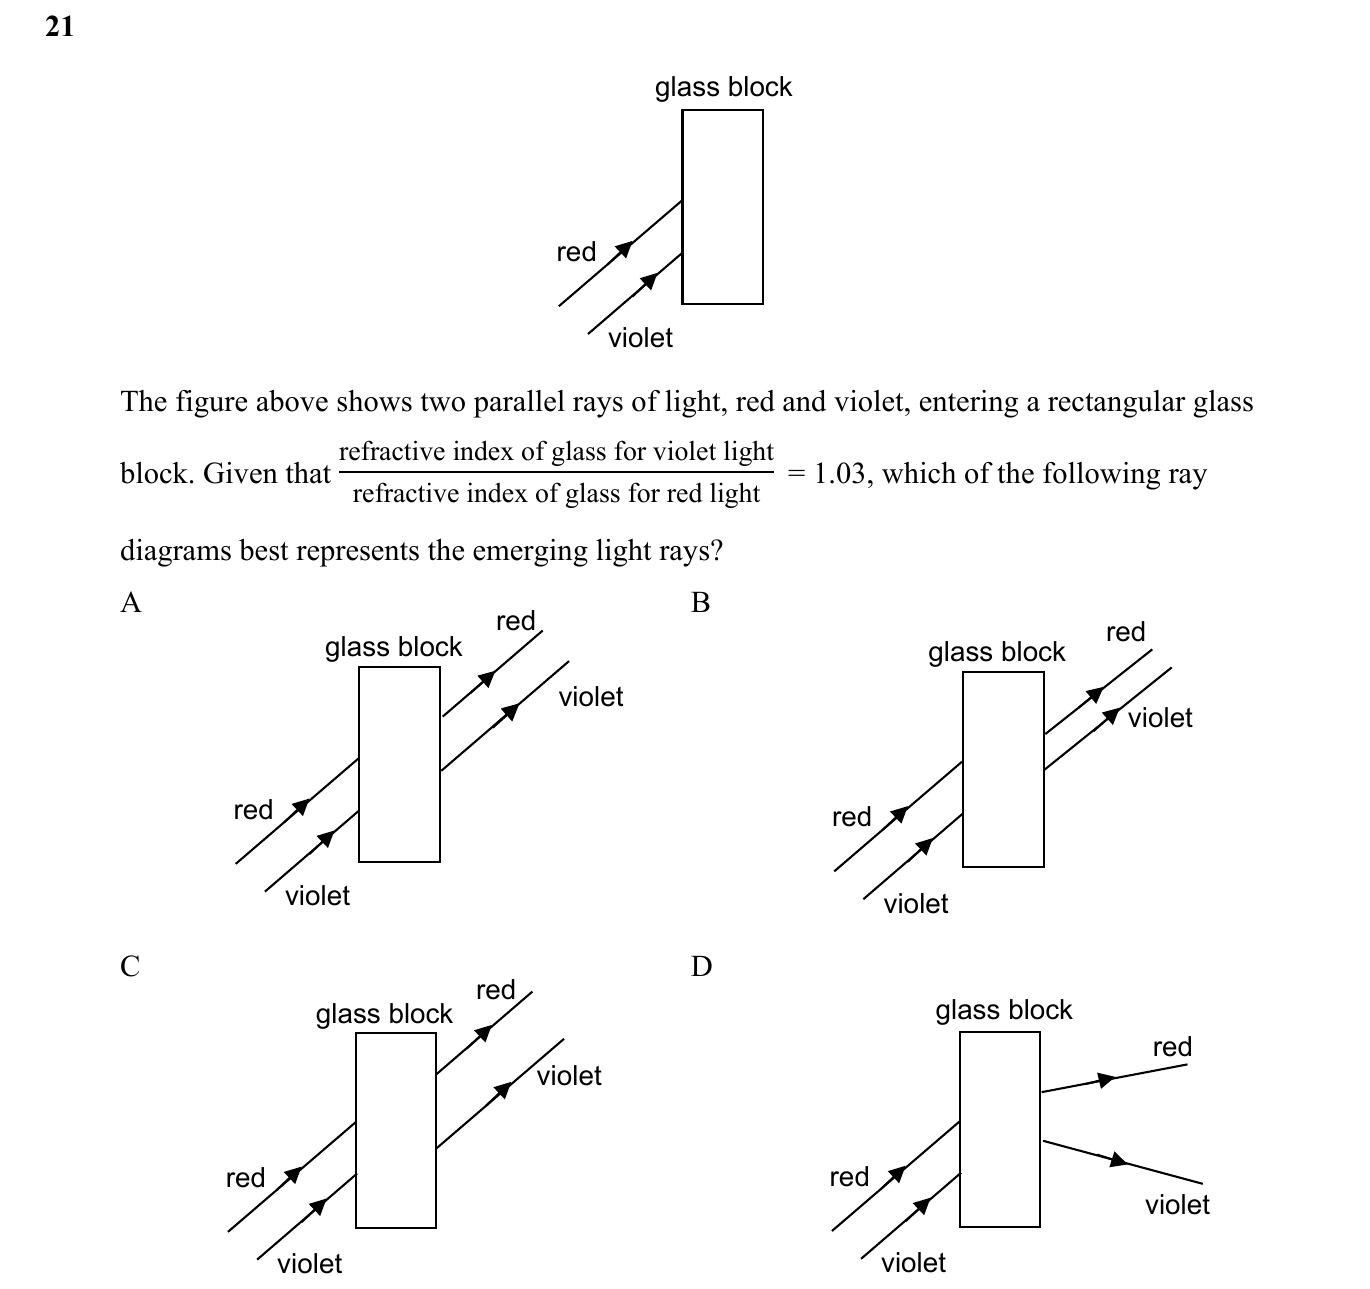 21
glass block
red
violet
The figure above shows two parallel rays of light, red and violet, entering a rectangular glass
block. Given that refractive index of glass for violet light / refractive index of glass for red light = 1.03, which of the following ray
diagrams best represents the emerging light rays?
A
red
glass block
violet
red
violet
B
red
glass block
violet
red
violet
C
red
glass block
violet
red
violet
D
glass block
red
red
violet
violet